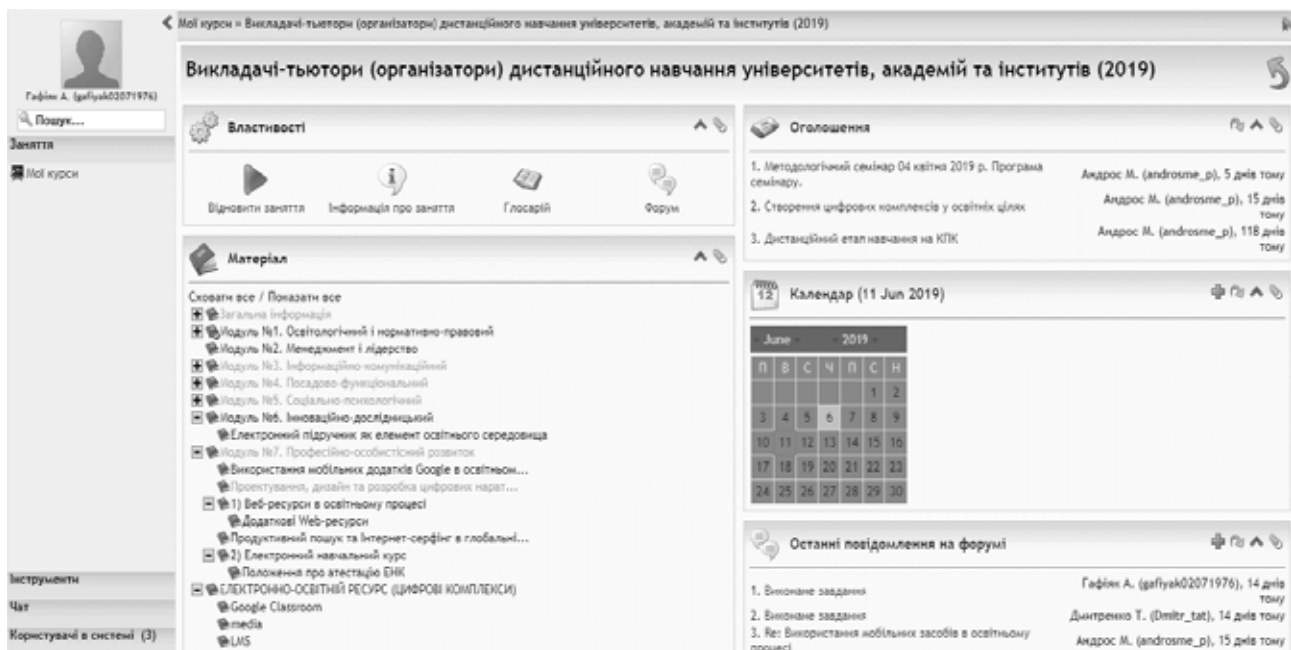 Мої курси » Викладачі-тьютори (організатори) дистанційного навчання університетів, академій та інститутів (2019)
Викладачі-тьютори (організатори) дистанційного навчання університетів, академій та інститутів (2019)
Гафіяк А. (gafiyak02071976)
Пошук...
Заняття
Мої курси
Інструменти
Чат
Користувачі в системі (3)
Властивості
Відновити заняття
Інформація про заняття
Глосарій
Форум
Матеріал
Сховати все / Показати все
Загальна інформація
Модуль №1. Освітологічний і нормативно-правовий
Модуль №2. Менеджмент і лідерство
Модуль №3. Інформаційно-комунікаційний
Модуль №4. Посадово-функціональний
Модуль №5. Соціально-психологічний
Модуль №6. Інноваційно-дослідницький
Електронний підручник як елемент освітнього середовища
Модуль №7. Професійно-особистісний розвиток
Використання мобільних додатків Google в освітньом...
Проектування, дизайн та розробка цифрових нарат...
1) Веб-ресурси в освітньому процесі
Додаткові Web-ресурси
Продуктивний пошук та Інтернет-серфінг в глобальні...
2) Електронний навчальний курс
Положення про атестацію ЕНК
ЕЛЕКТРОННО-ОСВІТНІЙ РЕСУРС (ЦИФРОВІ КОМПЛЕКСИ)
Google Classroom
media
LMS
Оголошення
1. Методологічний семінар 04 квітня 2019 р. Програма семінару.
Андрос М. (androsme_p), 5 днів тому
2. Створення цифрових комплексів у освітніх цілях
Андрос М. (androsme_p), 15 днів тому
3. Дистанційний етап навчання на КПК
Андрос М. (androsme_p), 118 днів тому
12
Календар (11 Jun 2019)
June 2019
П В С Ч П С Н
1 2
3 4 5 6 7 8 9
10 11 12 13 14 15 16
17 18 19 20 21 22 23
24 25 26 27 28 29 30
Останні повідомлення на форумі
1. Виконане завдання
Гафіяк А. (gafiyak02071976), 14 днів тому
2. Виконане завдання
Дмитренко Т. (Dmitr_tat), 14 днів тому
3. Re: Використання мобільних засобів в освітньому процесі
Андрос М. (androsme_p), 15 днів тому